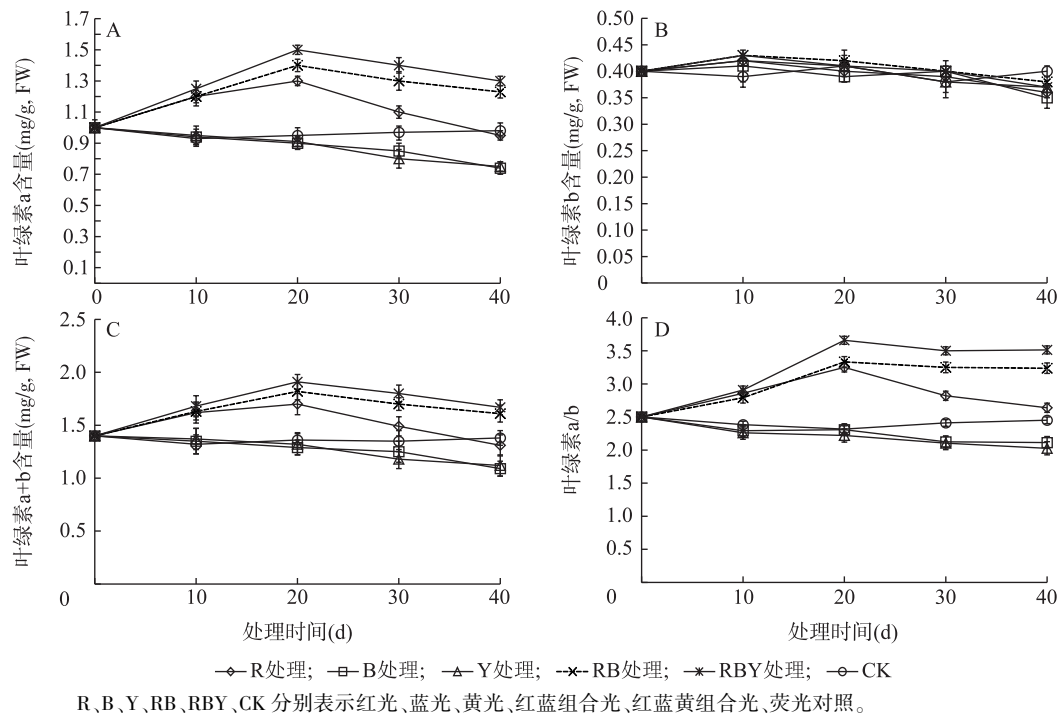 A
叶绿素a含量(mg/g, FW)
1.7
1.5
1.3
1.1
0.9
0.7
0.5
0.3
0.1
0 10 20 30 40
B
叶绿素b含量(mg/g, FW)
0.50
0.45
0.40
0.35
0.30
0.25
0.20
0.15
0.10
0.05
0
0 10 20 30 40
C
叶绿素a+b含量(mg/g, FW)
2.5
2.0
1.5
1.0
0.5
0 10 20 30 40
处理时间(d)
D
叶绿素a/b
4.0
3.5
3.0
2.5
2.0
1.5
1.0
0.5
0 10 20 30 40
处理时间(d)
R处理; B处理; Y处理; RB处理; RBY处理; CK
R、B、Y、RB、RBY、CK 分别表示红光、蓝光、黄光、红蓝组合光、红蓝黄组合光、荧光对照。